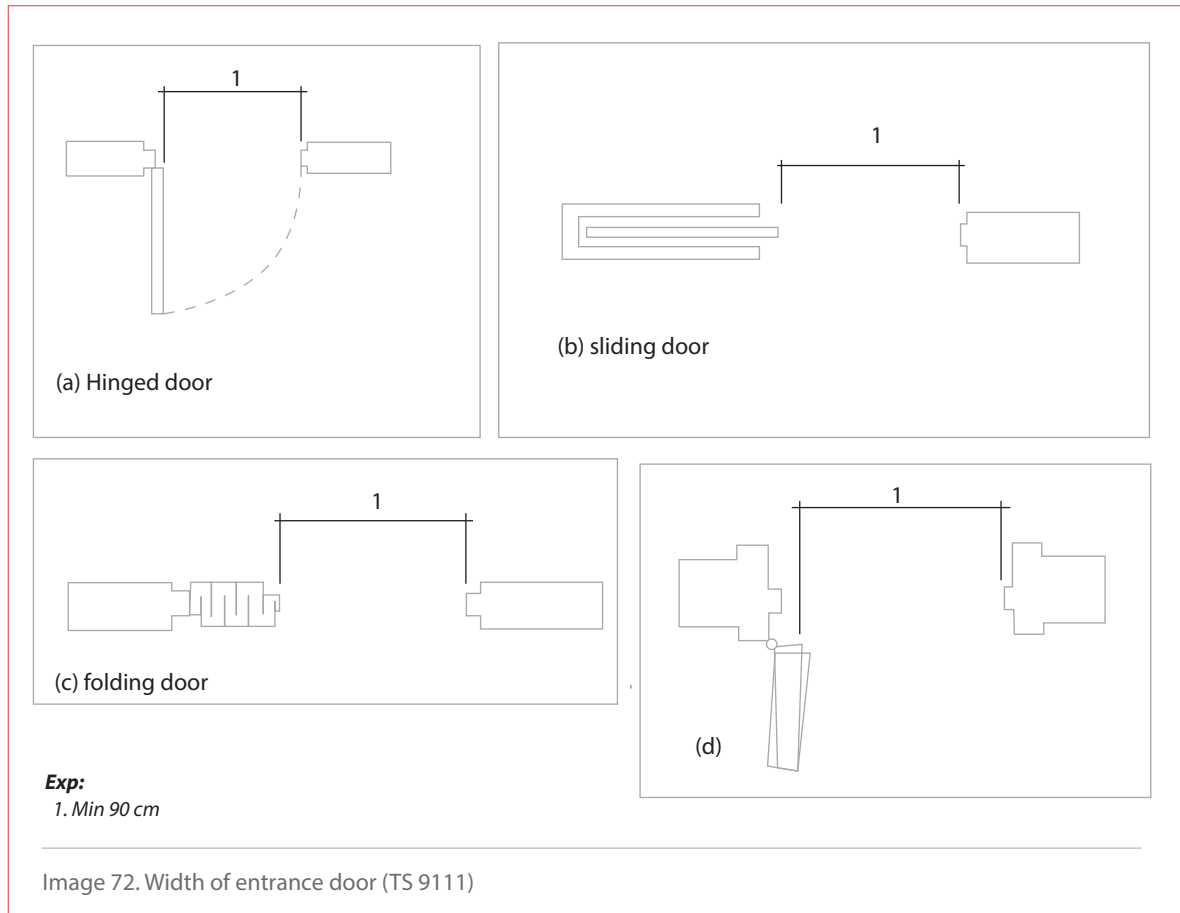 1
1
(a) Hinged door
(b) sliding door
1
1
(c) folding door
(d)
Exp:
1. Min 90 cm
Image 72. Width of entrance door (TS 9111)